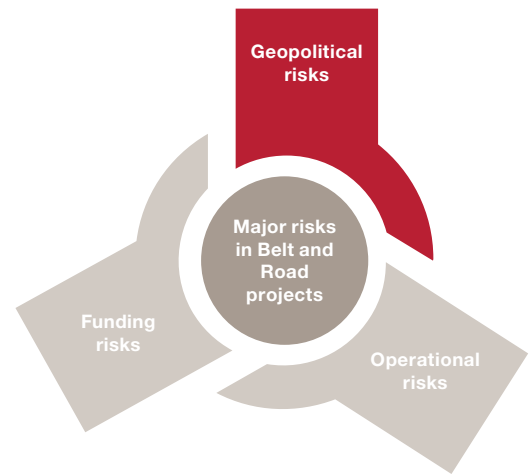 Geopolitical
risks
Major risks
in Belt and
Road
projects
Funding
risks
Operational
risks